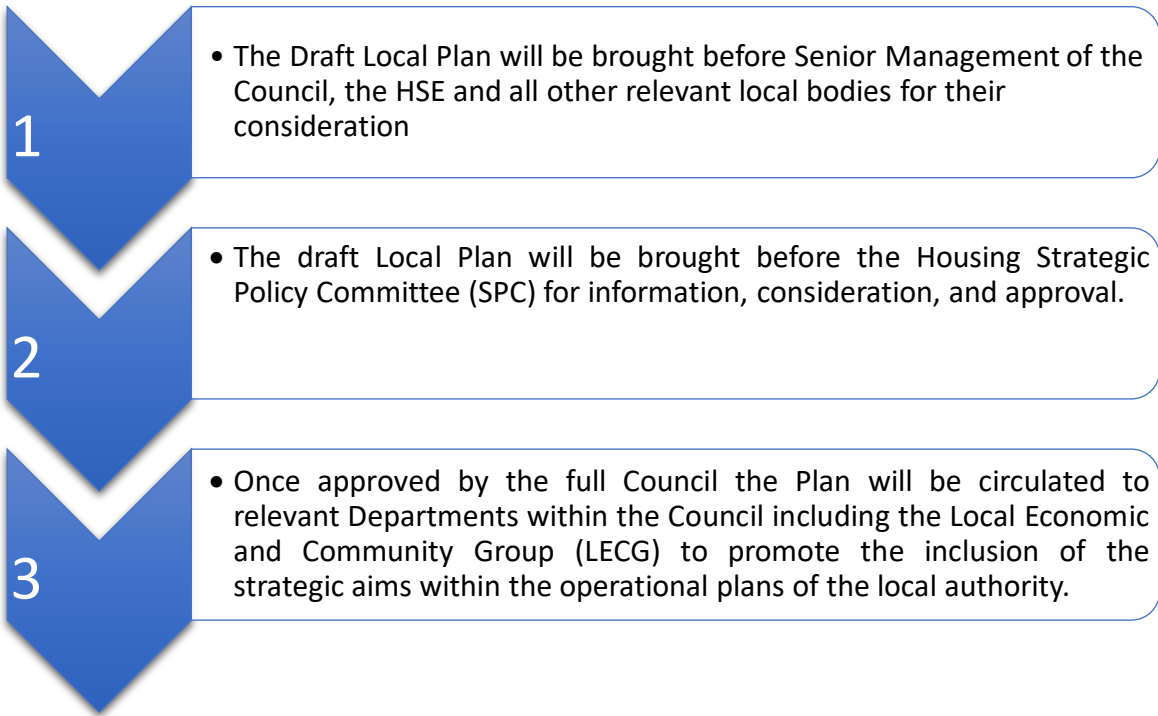 1
• The Draft Local Plan will be brought before Senior Management of the
Council, the HSE and all other relevant local bodies for their
consideration
2
• The draft Local Plan will be brought before the Housing Strategic
Policy Committee (SPC) for information, consideration, and approval.
3
• Once approved by the full Council the Plan will be circulated to
relevant Departments within the Council including the Local Economic
and Community Group (LECG) to promote the inclusion of the
strategic aims within the operational plans of the local authority.